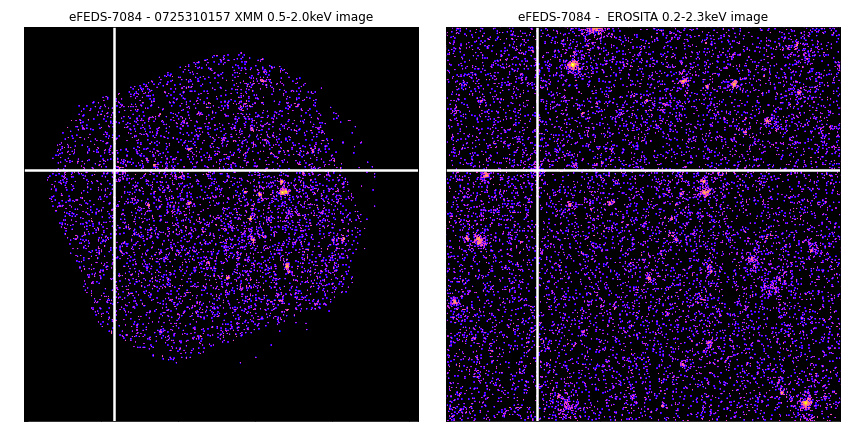 eFEDS-7084 - 0725310157 XMM 0.5-2.0keV image
eFEDS-7084 -  EROSITA 0.2-2.3keV image